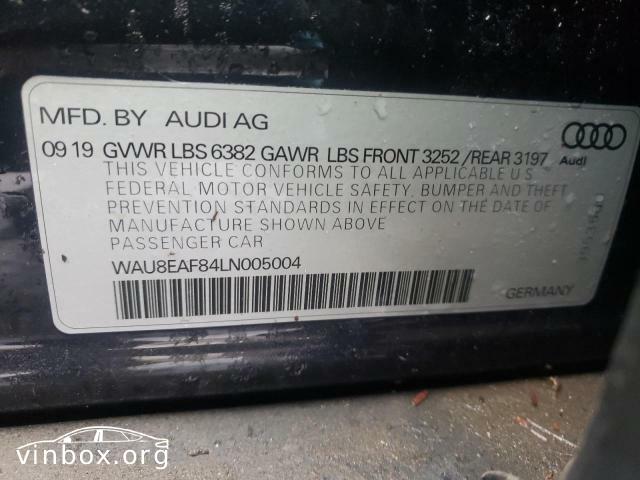 MFD. BY AUDI AG
09 19 GVWR LBS 6382 GAWR LBS FRONT 3252 / REAR 3197
Audi
THIS VEHICLE CONFORMS TO ALL APPLICABLE U S
FEDERAL MOTOR VEHICLE SAFETY, BUMPER AND THEFT
PREVENTION STANDARDS IN EFFECT ON THE DATE OF
MANUFACTURE SHOWN ABOVE
PASSENGER CAR
WAU8EAF84LN005004
GERMANY
vinbox.org